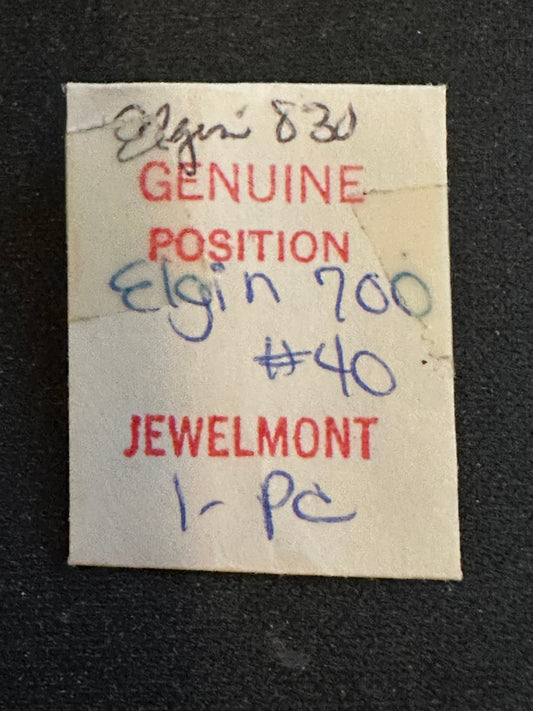 Elgin 830
GENUINE
POSITION
Elgin 700
#40
JEWELMONT
1- PC